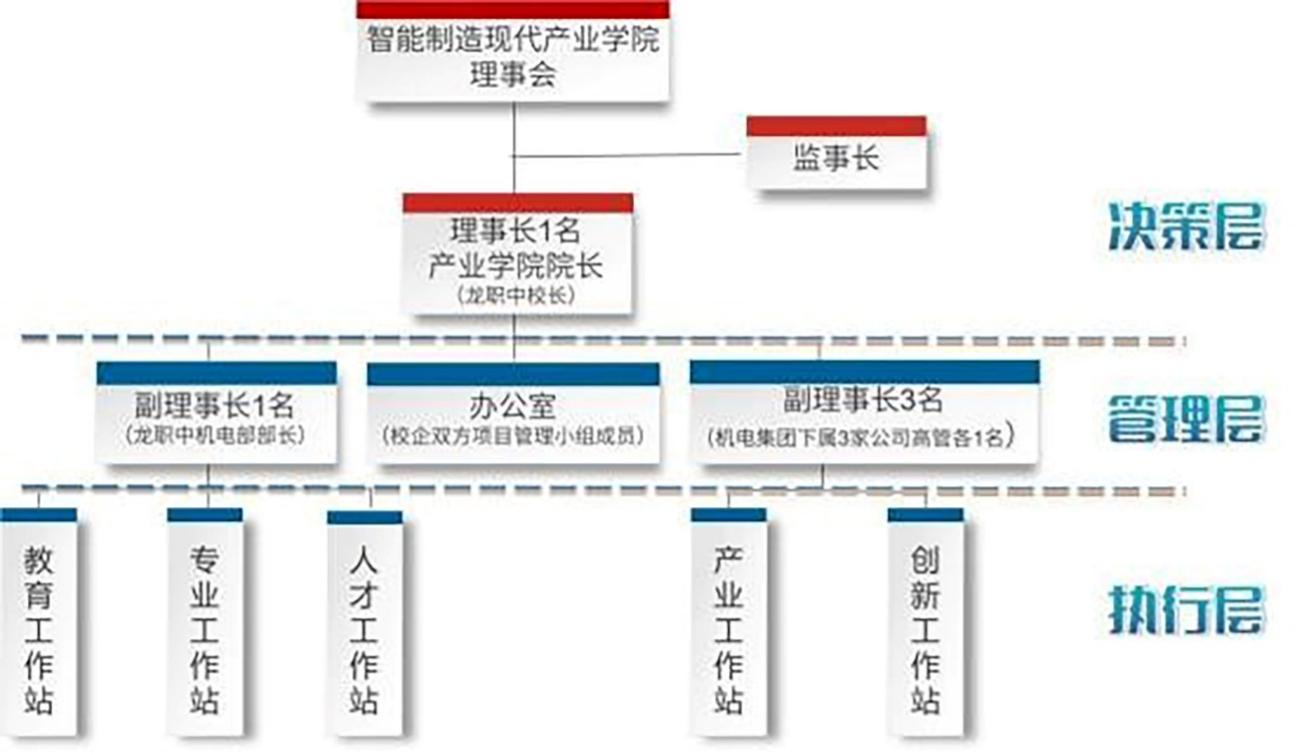 智能制造现代产业学院
理事会
监事长
理事长1名
产业学院院长
（龙职中校长）
决策层
副理事长1名
（龙职中机电部部长）
办公室
（校企双方项目管理小组成员）
副理事长3名
（机电集团下属3家公司高管各1名）
管理层
教育工作站
专业工作站
人才工作站
产业工作站
创新工作站
执行层